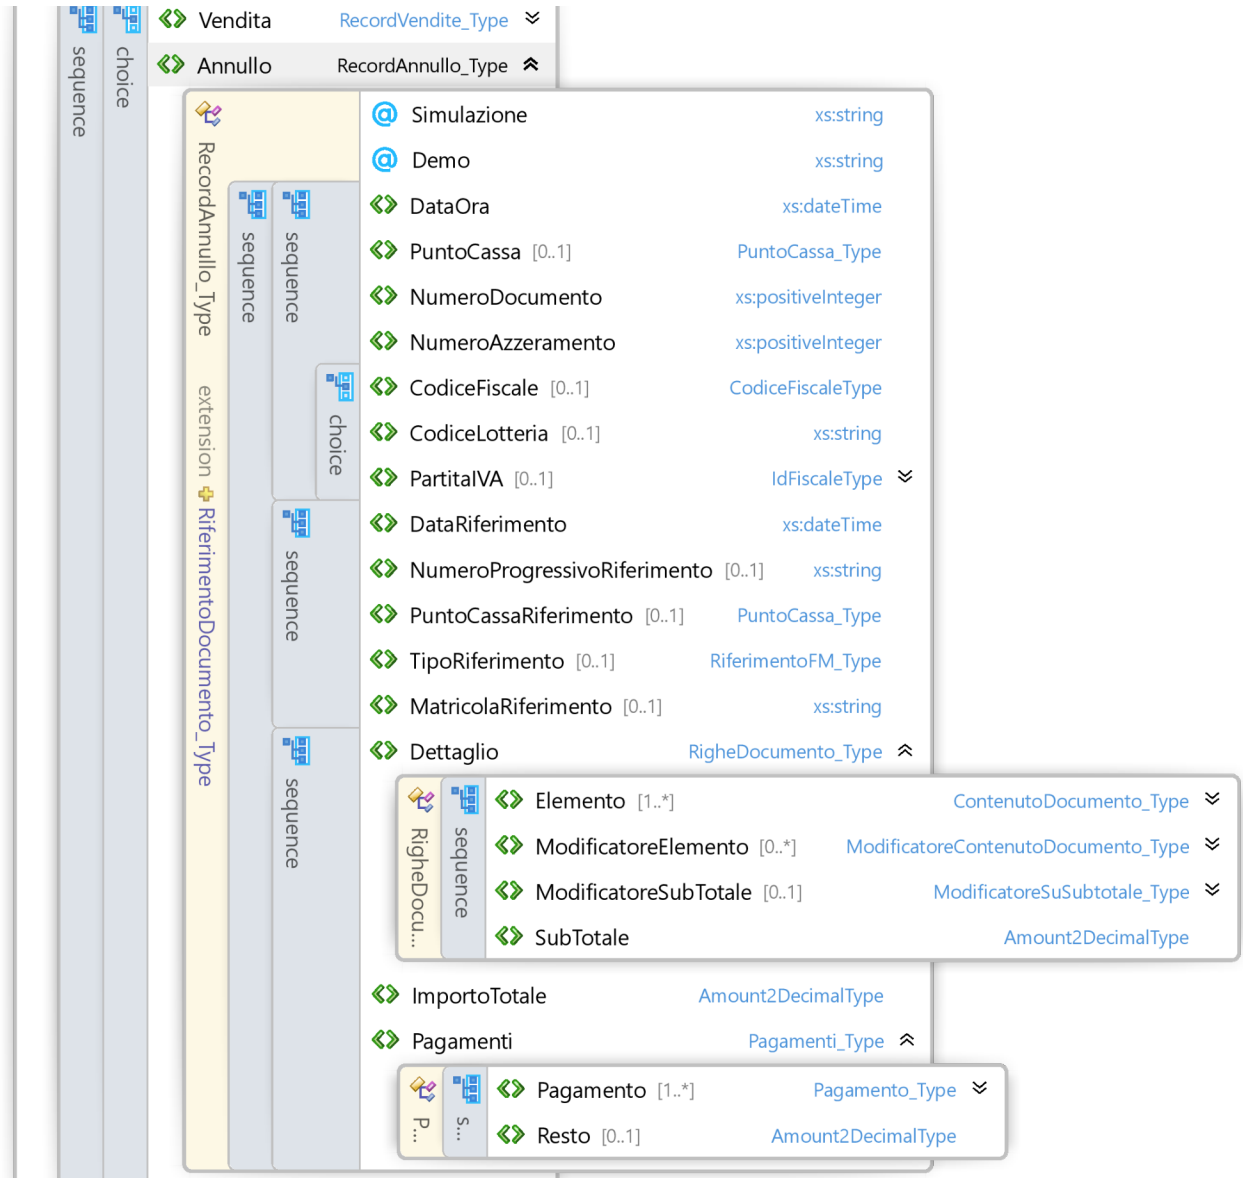 Vendita RecordVendite_Type
Annullo RecordAnnullo_Type
sequence
choice
RecordAnnullo_Type extension RiferimentoDocumento_Type
@ Simulazione xs:string
@ Demo xs:string
sequence
sequence
DataOra xs:dateTime
PuntoCassa [0..1] PuntoCassa_Type
NumeroDocumento xs:positiveInteger
NumeroAzzeramento xs:positiveInteger
choice
CodiceFiscale [0..1] CodiceFiscaleType
CodiceLotteria [0..1] xs:string
PartitaIVA [0..1] IdFiscaleType
sequence
DataRiferimento xs:dateTime
NumeroProgressivoRiferimento [0..1] xs:string
PuntoCassaRiferimento [0..1] PuntoCassa_Type
TipoRiferimento [0..1] RiferimentoFM_Type
MatricolaRiferimento [0..1] xs:string
sequence
Dettaglio RigheDocumento_Type
RigheDocu...
sequence
Elemento [1..*] ContenutoDocumento_Type
ModificatoreElemento [0..*] ModificatoreContenutoDocumento_Type
ModificatoreSubTotale [0..1] ModificatoreSuSubtotale_Type
SubTotale Amount2DecimalType
ImportoTotale Amount2DecimalType
Pagamenti Pagamenti_Type
P...
s...
Pagamento [1..*] Pagamento_Type
Resto [0..1] Amount2DecimalType